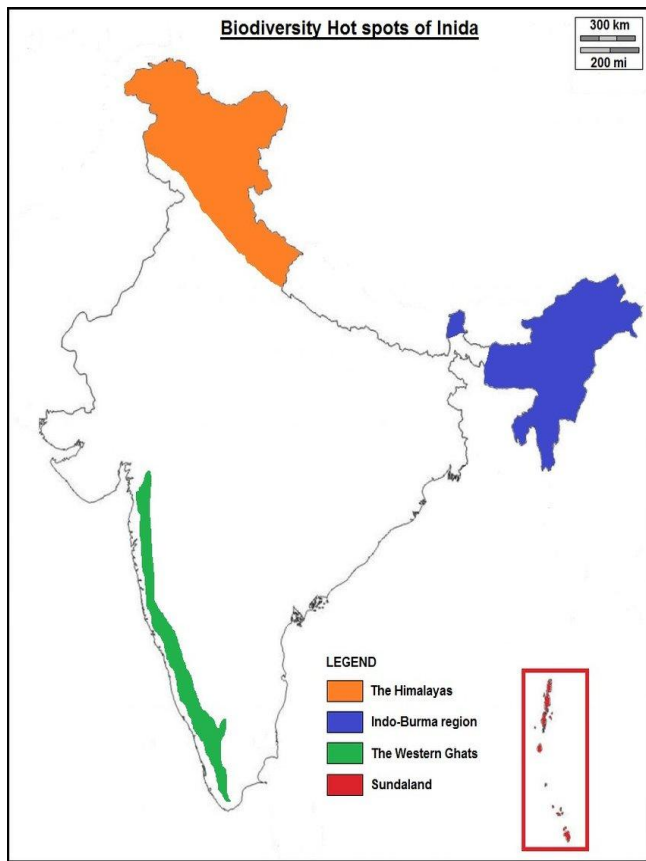 Biodiversity Hot spots of Inida
300 km
200 mi
LEGEND
The Himalayas
Indo-Burma region
The Western Ghats
Sundaland